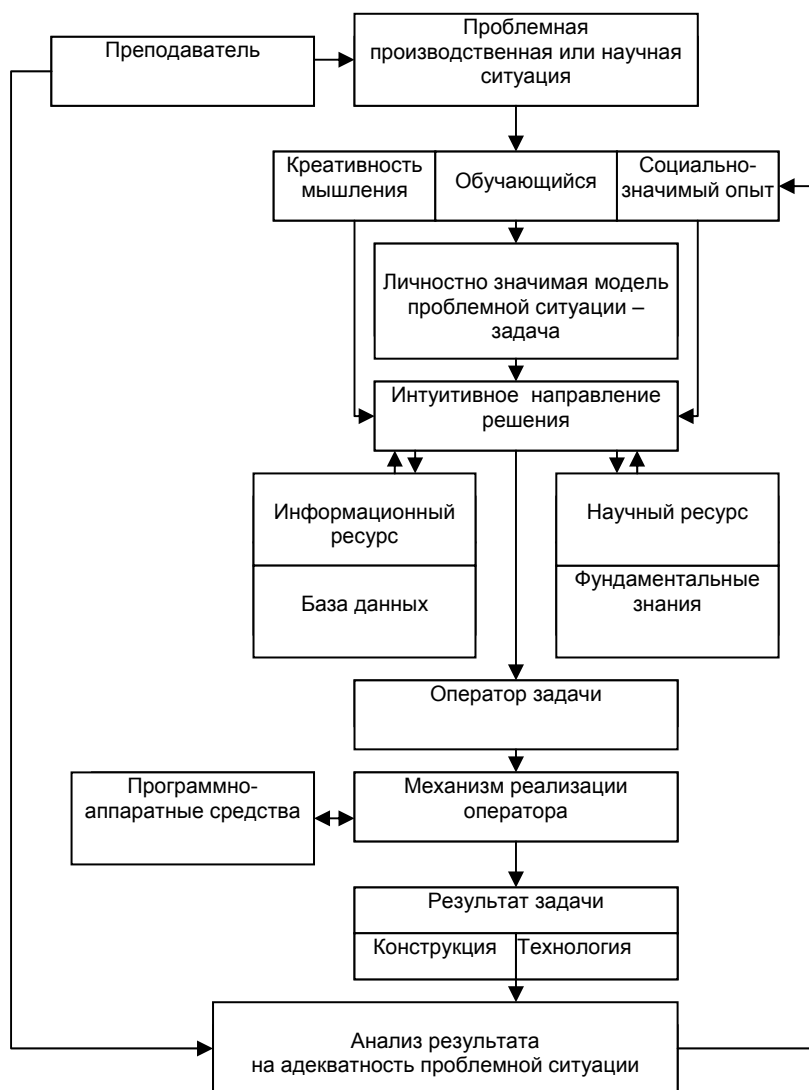 Преподаватель
Проблемная
производственная или научная
ситуация
Креативность
мышления
Обучающийся
Социально-
значимый опыт
Личностно значимая модель
проблемной ситуации –
задача
Интуитивное направление
решения
Информационный
ресурс
База данных
Научный ресурс
Фундаментальные
знания
Оператор задачи
Программно-
аппаратные средства
Механизм реализации
оператора
Результат задачи
Конструкция
Технология
Анализ результата
на адекватность проблемной ситуации